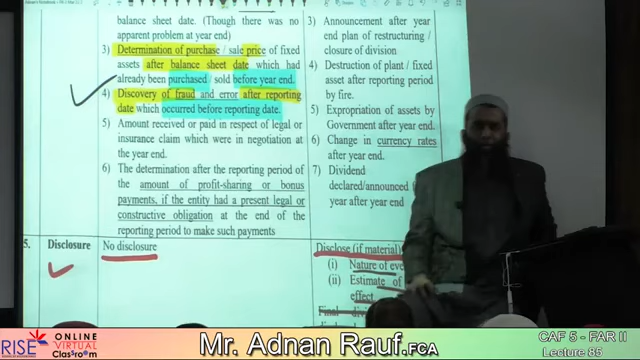 balance sheet date. (Though there was no
apparent problem at year end)
3) Determination of purchase / sale price of fixed
assets after balance sheet date which had
already been purchased / sold before year end.
4) Discovery of fraud and error after reporting
date which occurred before reporting date.
5) Amount received or paid in respect of legal or
insurance claim which were in negotiation at
the year end.
6) The determination after the reporting period of
the amount of profit-sharing or bonus
payments, if the entity had a present legal or
constructive obligation at the end of the
reporting period to make such payments
3) Announcement after year
end plan of restructuring /
closure of division
4) Destruction of plant / fixed
asset after reporting period
by fire.
5) Expropriation of assets by
Government after year end.
6) Change in currency rates
after year end.
7) Dividend
declared/announced
year after year end
5. Disclosure
No disclosure
Disclose (if material)
(i) Nature of
(ii) Estimate of
effect
RISE
ONLINE
VIRTUAL
Classroom
Mr. Adnan Rauf.FCA
CAF 5 - FAR II
Lecture 85